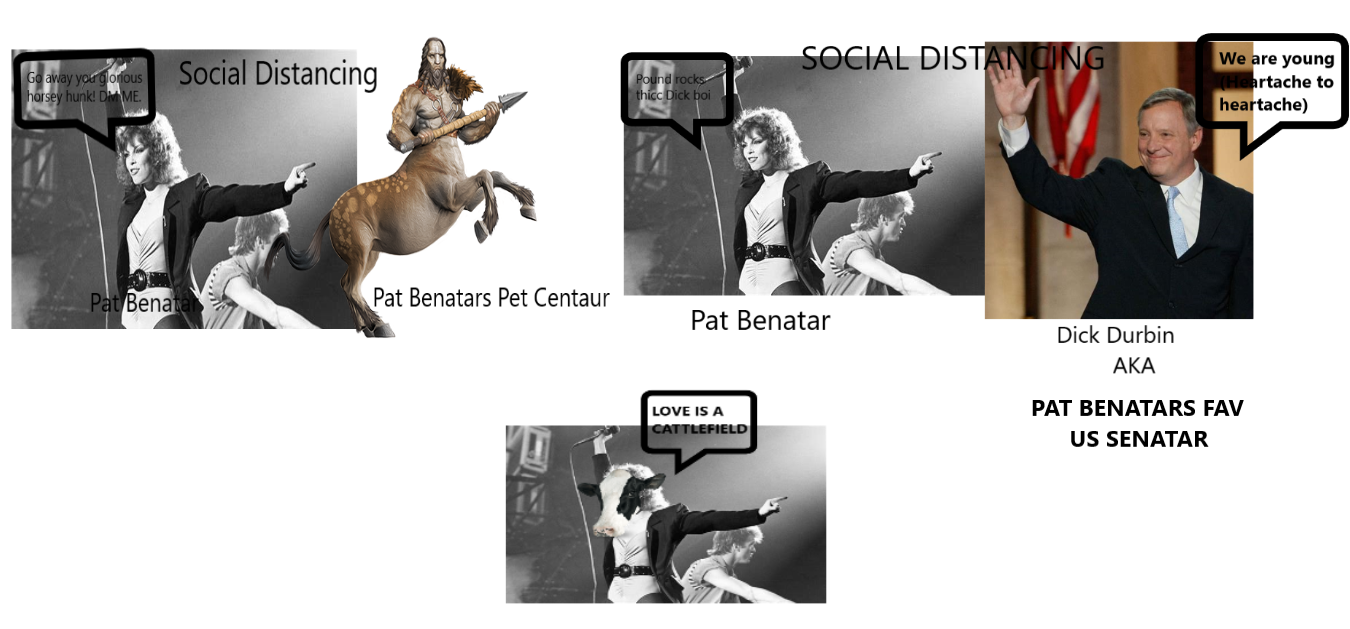 Go away you glorious
horsey hunk! DM ME.
Social Distancing
Pat Benatar
Pat Benatars Pet Centaur
Pound rocks
thicc Dick boi
SOCIAL DISTANCING
We are young
(Heartache to
heartache)
Pat Benatar
Dick Durbin
AKA
PAT BENATARS FAV
US SENATAR
LOVE IS A
CATTLEFIELD